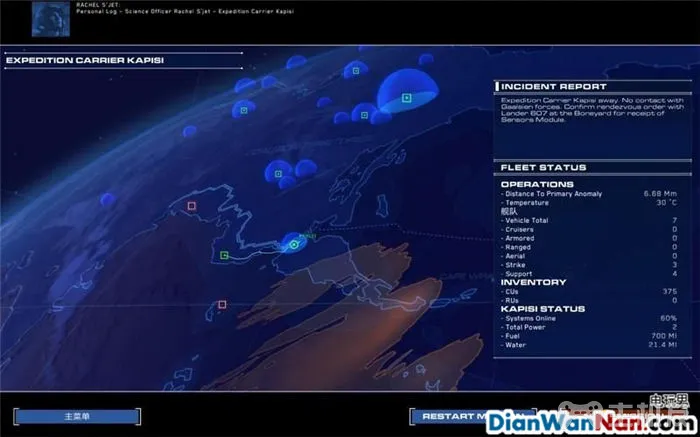 RACHEL S'JET:
Personal Log - Science Officer Rachel S'jet - Expedition Carrier Kapisi
EXPEDITION CARRIER KAPISI
INCIDENT REPORT
Expedition Carrier Kapisi away. No contact with
Gaalsien forces. Confirm rendezvous order with
Lander 607 at the Boneyard for receipt of
Sensors Module.
FLEET STATUS
OPERATIONS
- Distance To Primary Anomaly 6.68 Mm
- Temperature 30°C
舰队
- Vehicle Total 7
- Cruisers 0
- Armored 0
- Ranged 0
- Aerial 0
- Strike 3
- Support 4
INVENTORY
- CUs 375
- RUs 0
KAPISI STATUS
- Systems Online 60%
- Total Power 2
- Fuel 700 Ml
- Water 21.4 Ml
主菜单
RESTART
电玩男
DianWanNan.com